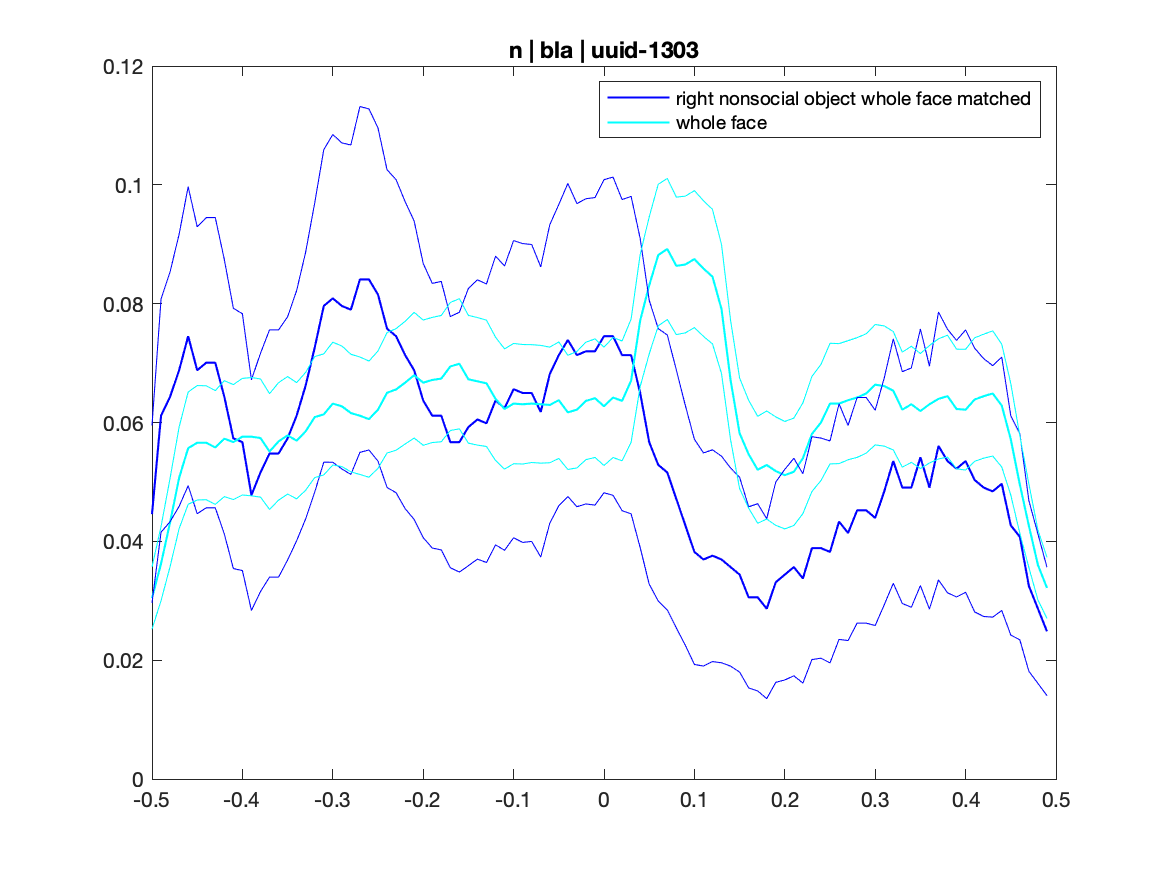 n | bla | uuid-1303
right nonsocial object whole face matched
whole face
0.12
0.1
0.08
0.06
0.04
0.02
0
-0.5 -0.4 -0.3 -0.2 -0.1 0 0.1 0.2 0.3 0.4 0.5